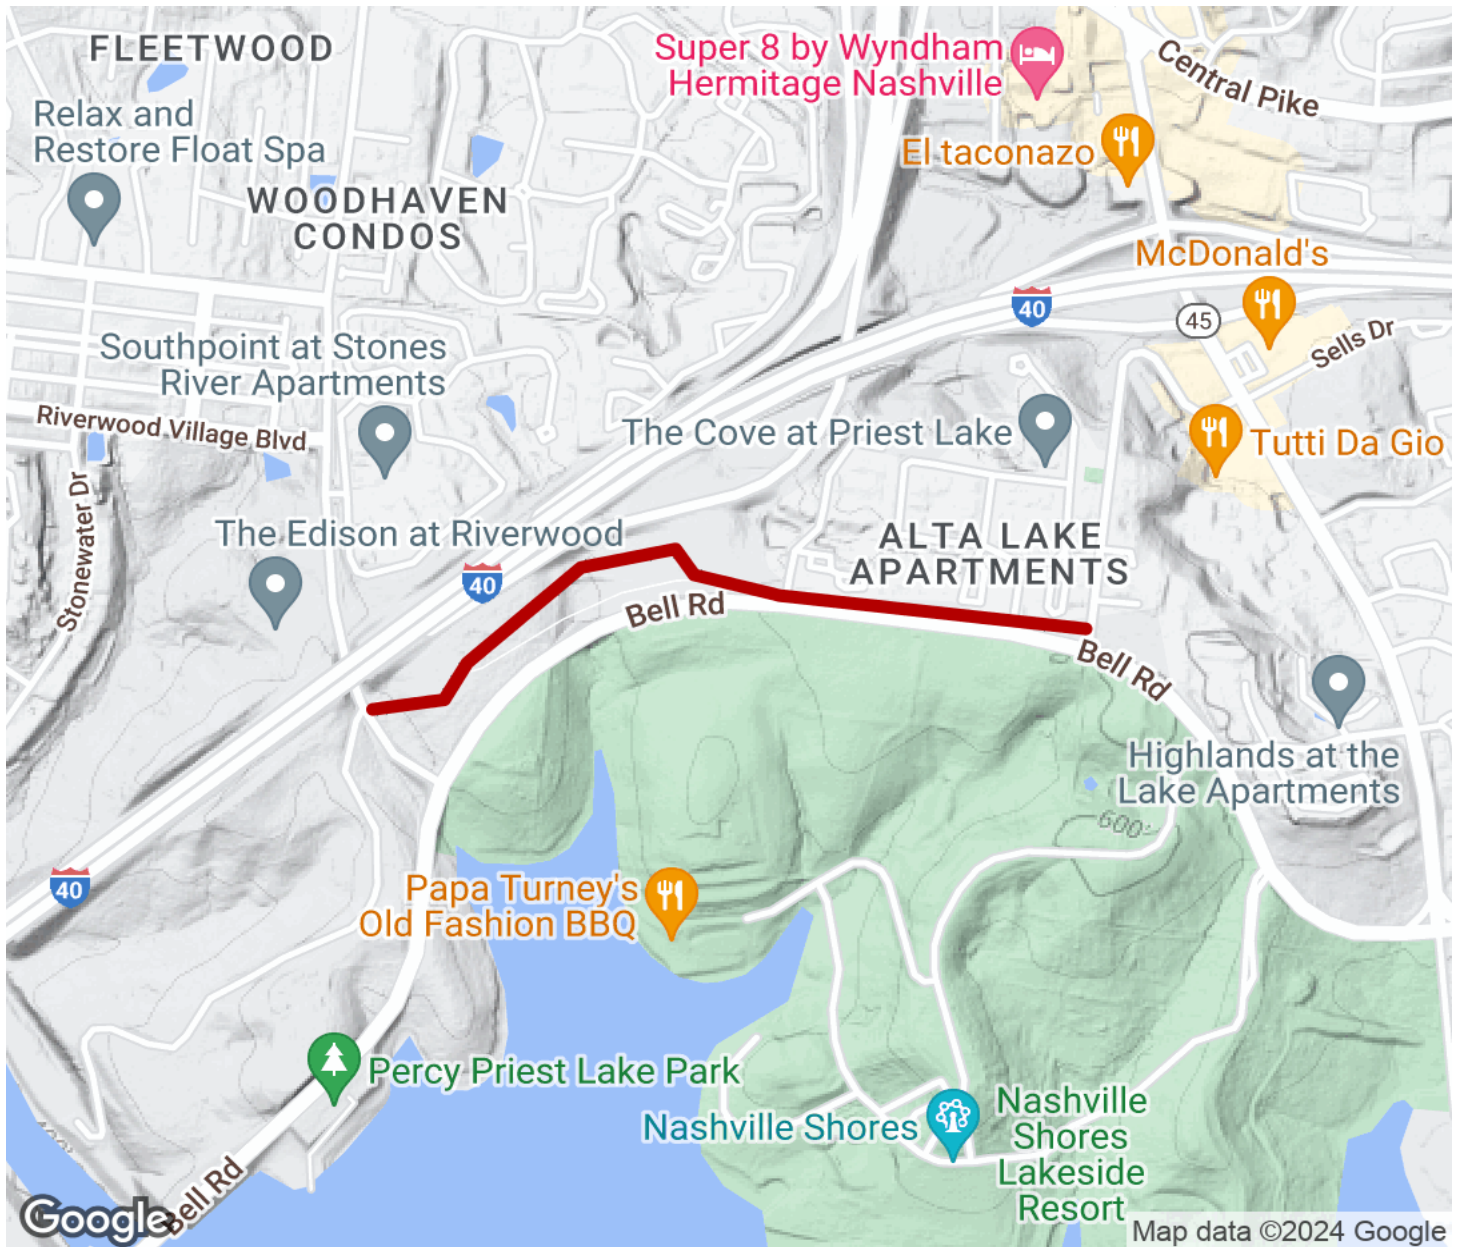 FLEETWOOD
Super 8 by Wyndham
Hermitage Nashville
Central Pike
Relax and
Restore Float Spa
El taconazo
WOODHAVEN
CONDOS
McDonald's
40
45
Sells Dr
Southpoint at Stones
River Apartments
Riverwood Village Blvd
40
The Cove at Priest Lake
Tutti Da Gio
Stonewater Dr
The Edison at Riverwood
ALTA LAKE
APARTMENTS
40
Bell Rd
Bell Rd
Highlands at the
Lake Apartments
600'
40
Papa Turney's
Old Fashion BBQ
Percy Priest Lake Park
Nashville Shores
Nashville
Shores
Lakeside
Resort
Bell Rd
Google
Map data ©2024 Google